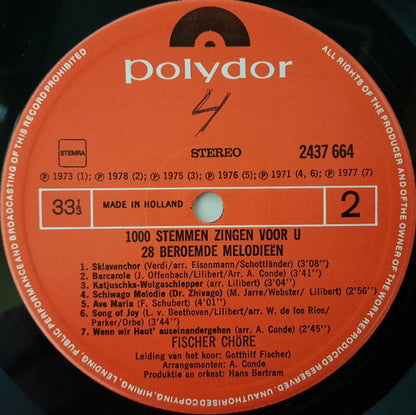 UNAUTHORISED COPYING, HIRING, LENDING, PUBLIC PERFORMANCE AND BROADCASTING OF THIS RECORD PROHIBITED
ALL RIGHTS OF THE PRODUCER AND OF THE OWNER OF THE WORK REPRODUCED RESERVED
polydor
4
STEMRA
STEREO
2437 664
℗ 1973 (1); ℗ 1978 (2); ℗ 1975 (3); ℗ 1976 (5); ℗ 1971 (4, 6); ℗ 1977 (7)
33⅓
MADE IN HOLLAND
2
1000 STEMMEN ZINGEN VOOR U
28 BEROEMDE MELODIEËN
1. Sklavenchor (Verdi/arr. Eisenmann/Schottländer) (3'08'')
2. Barcarole (J. Offenbach/Lilibert/arr. A. Conde) (3'41'')
3. Katjuschka-Wolgaschlepper (arr. Lilibert) (3'04'')
4. Schiwago Melodie (Dr. Zhivago) (M. Jarre/Webster/ Lilibert) (2'56'')
5. Ave Maria (F. Schubert) (4'01'')
6. Song of Joy (L. v. Beethoven/Lilibert/arr. W. de los Rios/
Parker/Orbe) (3'44'')
7. Wenn wir Heut' auseinandergehen (arr. A. Conde) (2'45'')
FISCHER CHÖRE
Leiding van het koor: Gotthilf Fischer)
Arrangementen: A. Conde
Produktie en orkest: Hans Bertram